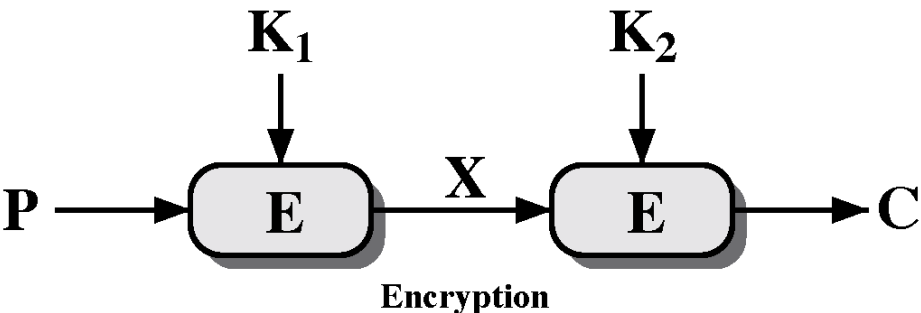 K₁ K₂
P E X E C
Encryption